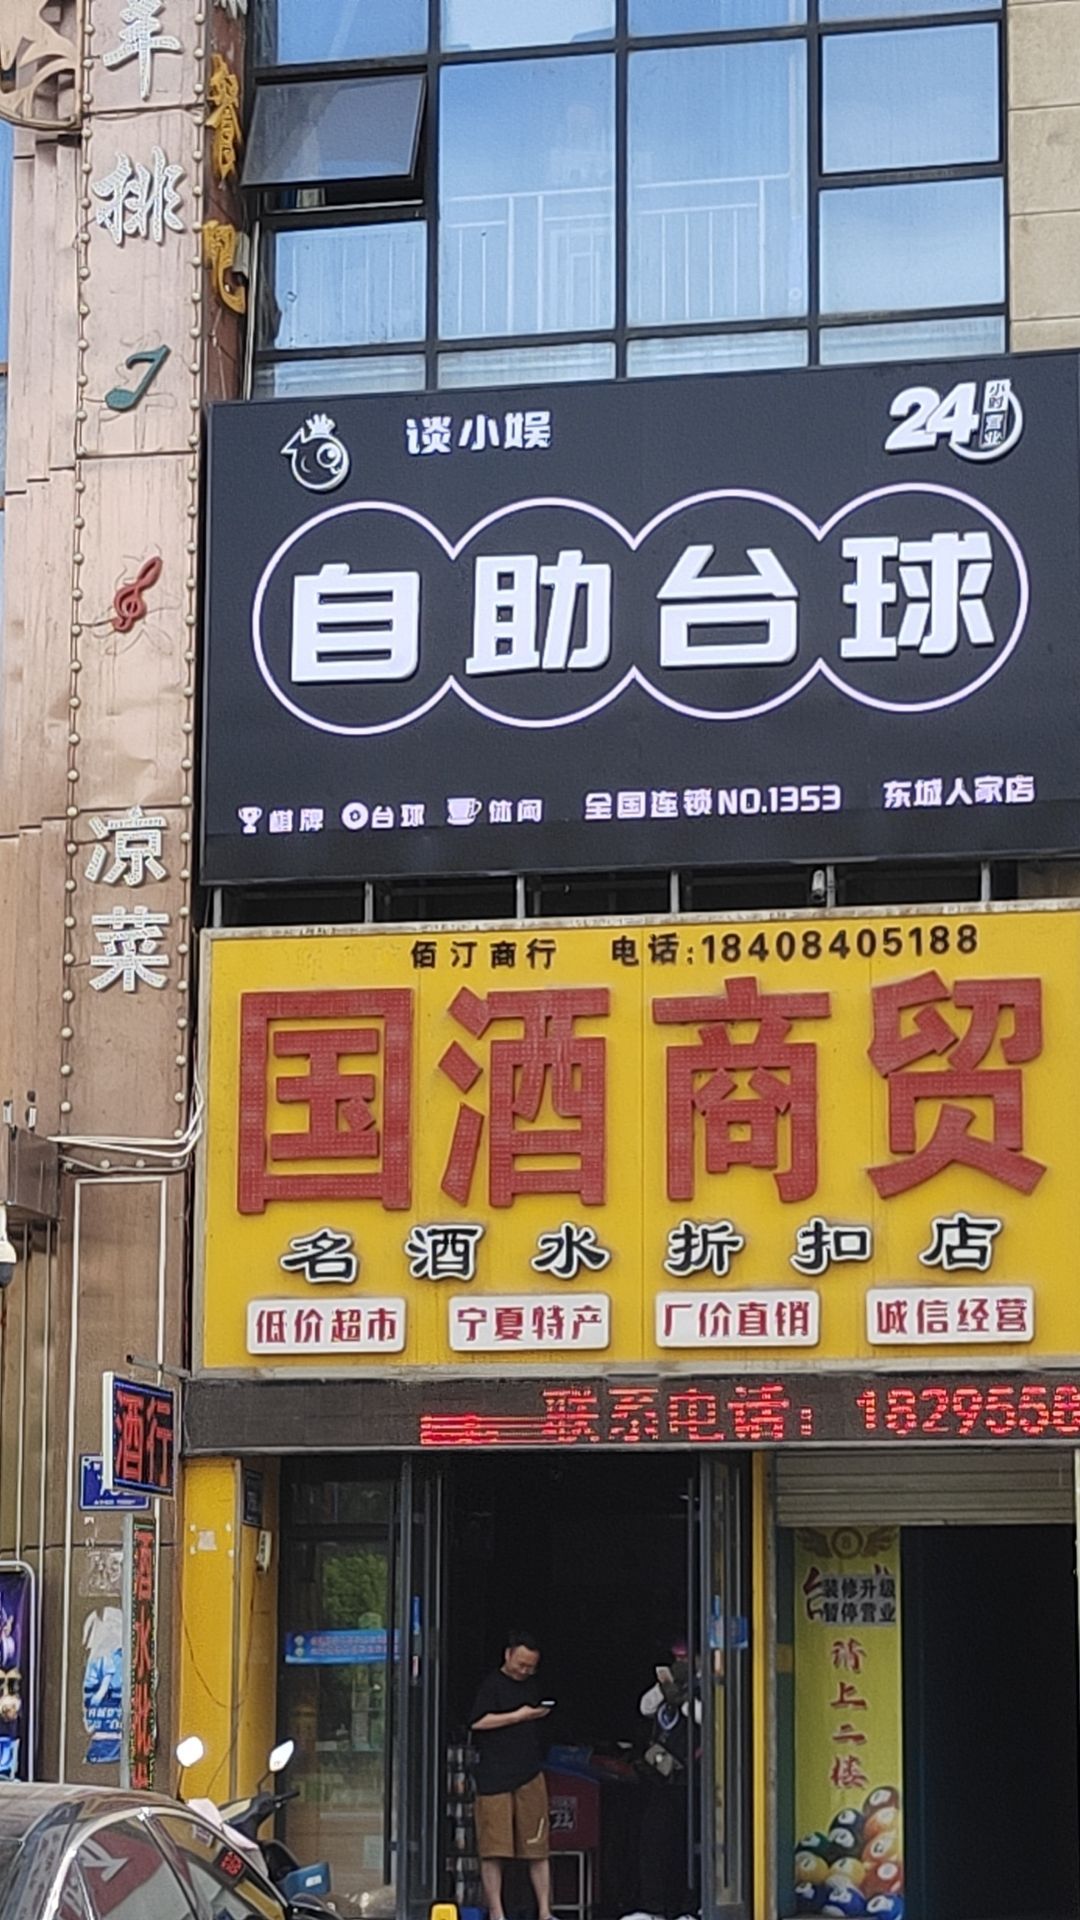 羊排
凉菜
谈小娱
24小时营业
自助台球
棋牌 台球 休闲 全国连锁NO.1353 东城人家店
佰汀商行 电话:18408405188
国酒商贸
名酒水折扣店
低价超市 宁夏特产 厂价直销 诚信经营
联系电话: 1829558
酒行
装修升级
暂停营业
请上二楼